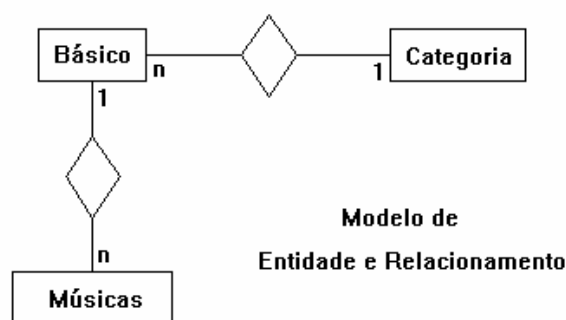 Básico
n
1
Categoria
1
n
Músicas
Modelo de
Entidade e Relacionamento